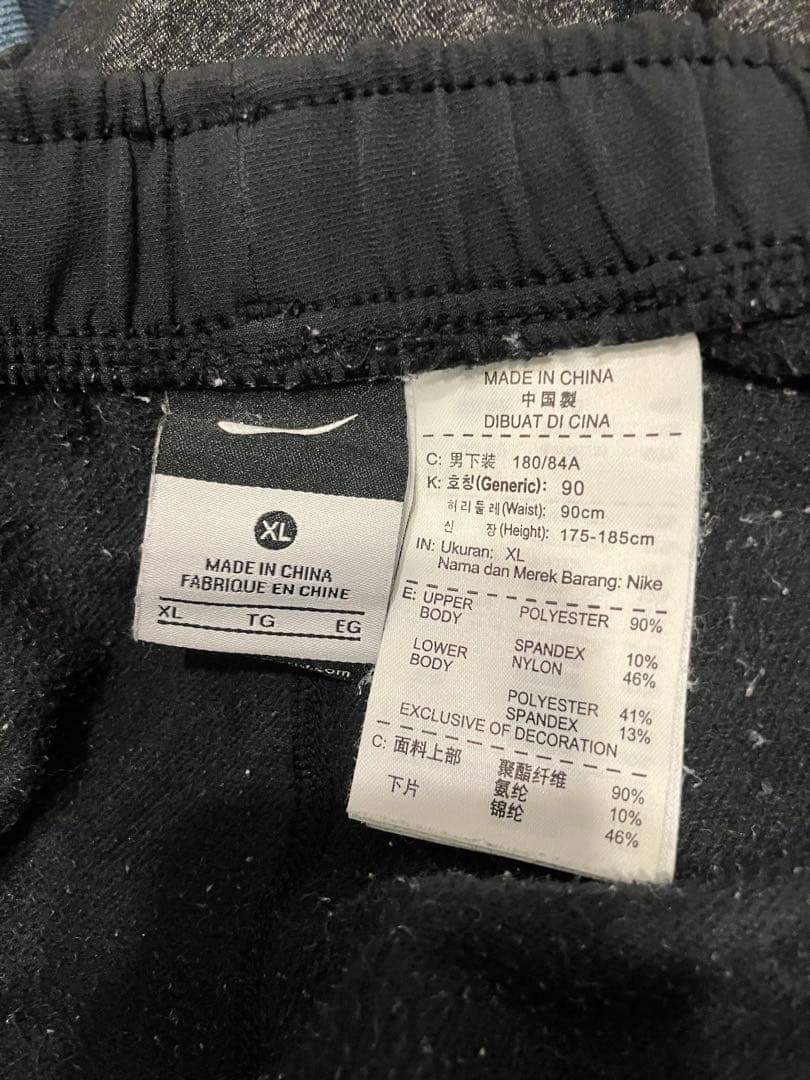 XL
MADE IN CHINA
FABRIQUE EN CHINE
XL TG EG
.com
MADE IN CHINA
中国製
DIBUAT DI CINA
C: 男下装 180/84A
K: 호칭(Generic): 90
허리둘레(Waist): 90cm
신 장(Height): 175-185cm
IN: Ukuran: XL
Nama dan Merek Barang: Nike
E: UPPER BODY POLYESTER 90%
SPANDEX 10%
LOWER BODY NYLON 46%
POLYESTER 41%
SPANDEX 13%
EXCLUSIVE OF DECORATION
C: 面料上部 聚酯纤维 90%
氨纶 10%
下片 锦纶 46%